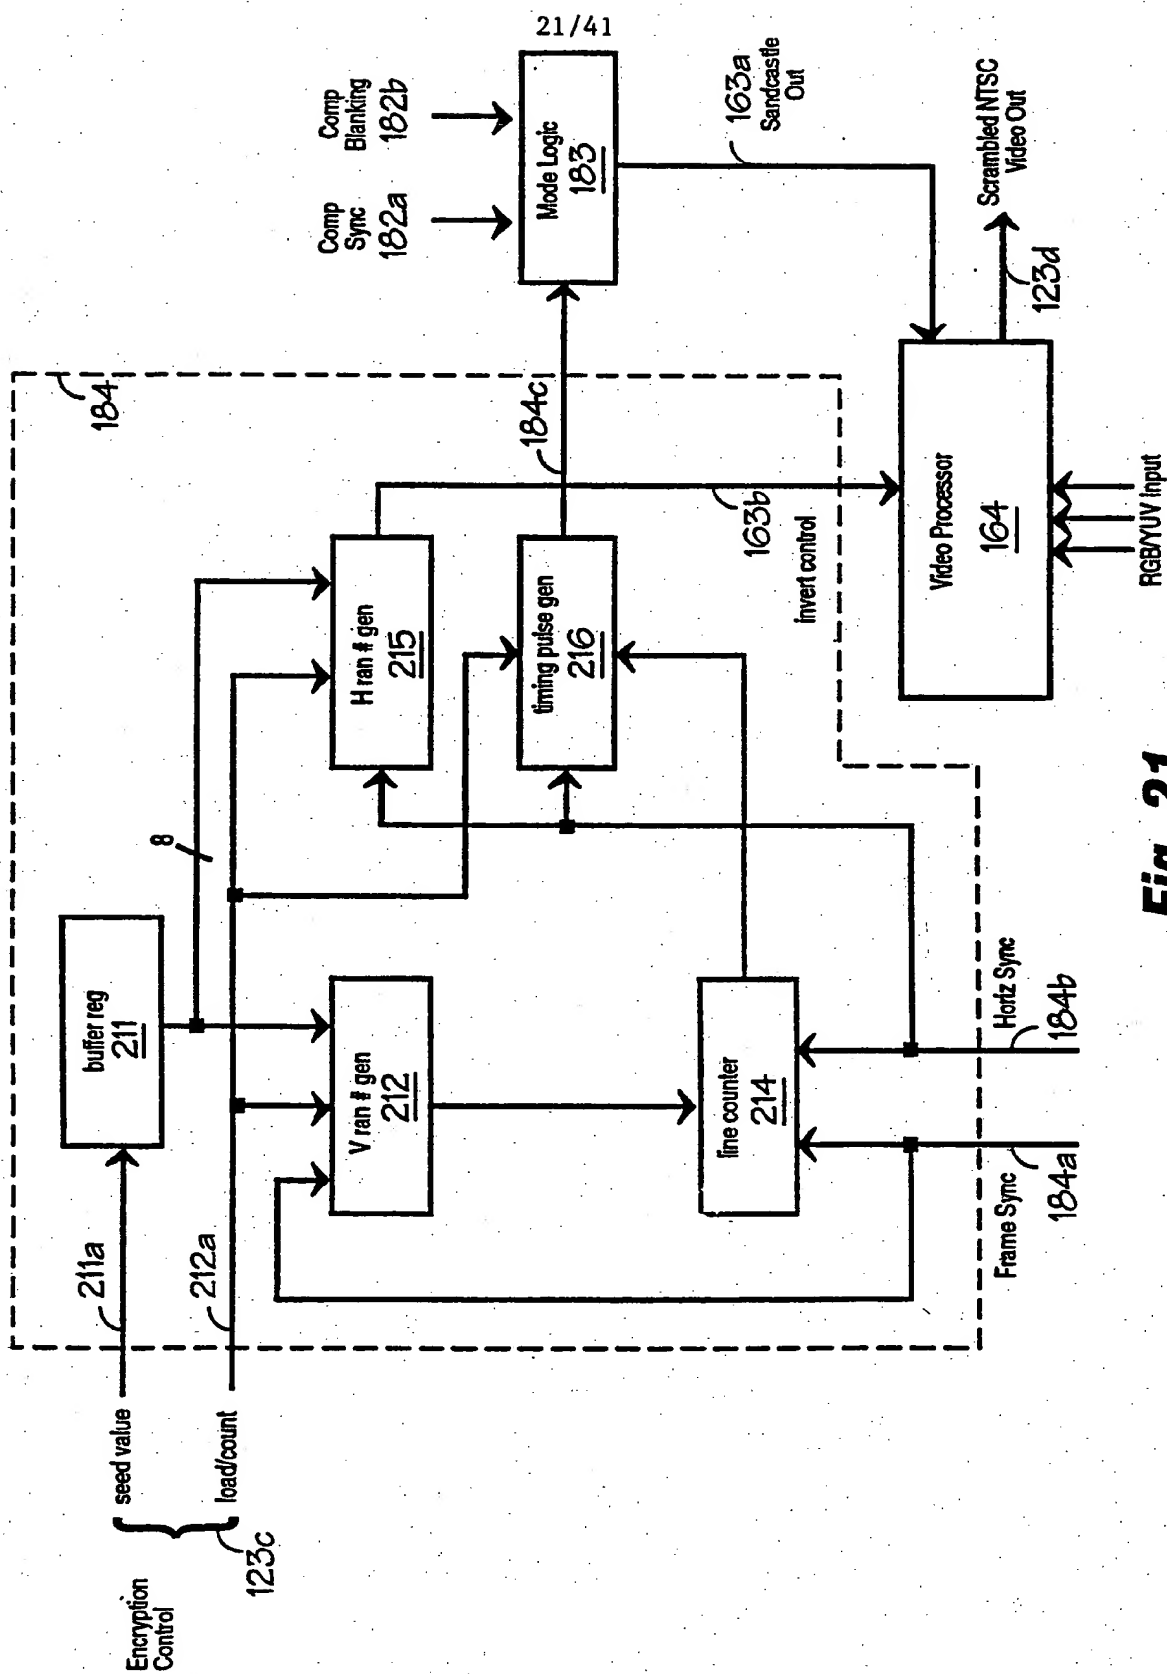 21/41
Encryption
Control
123c
seed value
load/count
211a
212a
buffer reg
211
8
184
V ran # gen
212
H ran # gen
215
line counter
214
timing pulse gen
216
184c
163b
invert control
Comp
Sync
182a
Comp
Blanking
182b
Mode Logic
183
163a
Sandcastle
Out
Video Processor
164
RGB/YUV Input
Scrambled NTSC
Video Out
123d
Frame Sync
184a
Horiz Sync
184b
Fig. 21